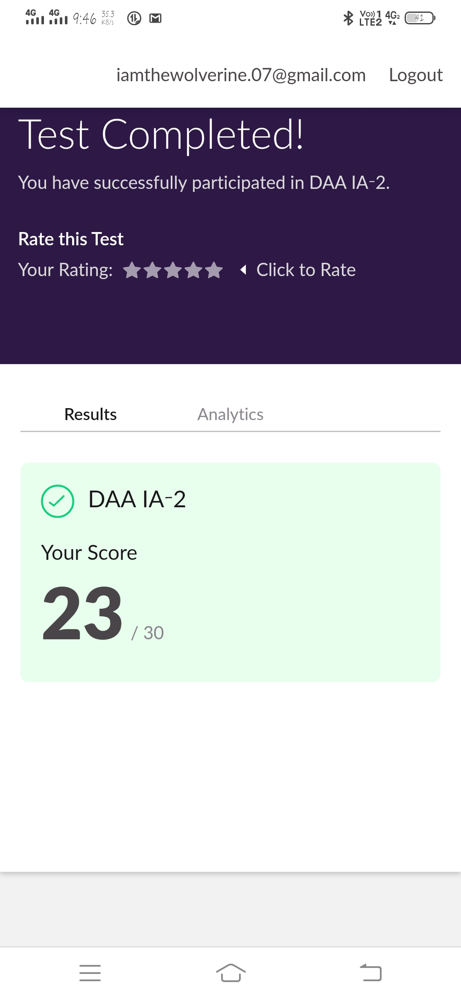 4G 4G 9:46 35.3 KB/s Vo)) 1 LTE2 4G2 41
iamthewolverine.07@gmail.com Logout
Test Completed!
You have successfully participated in DAA IA-2.
Rate this Test
Your Rating: Click to Rate
Results Analytics
DAA IA-2
Your Score
23 / 30